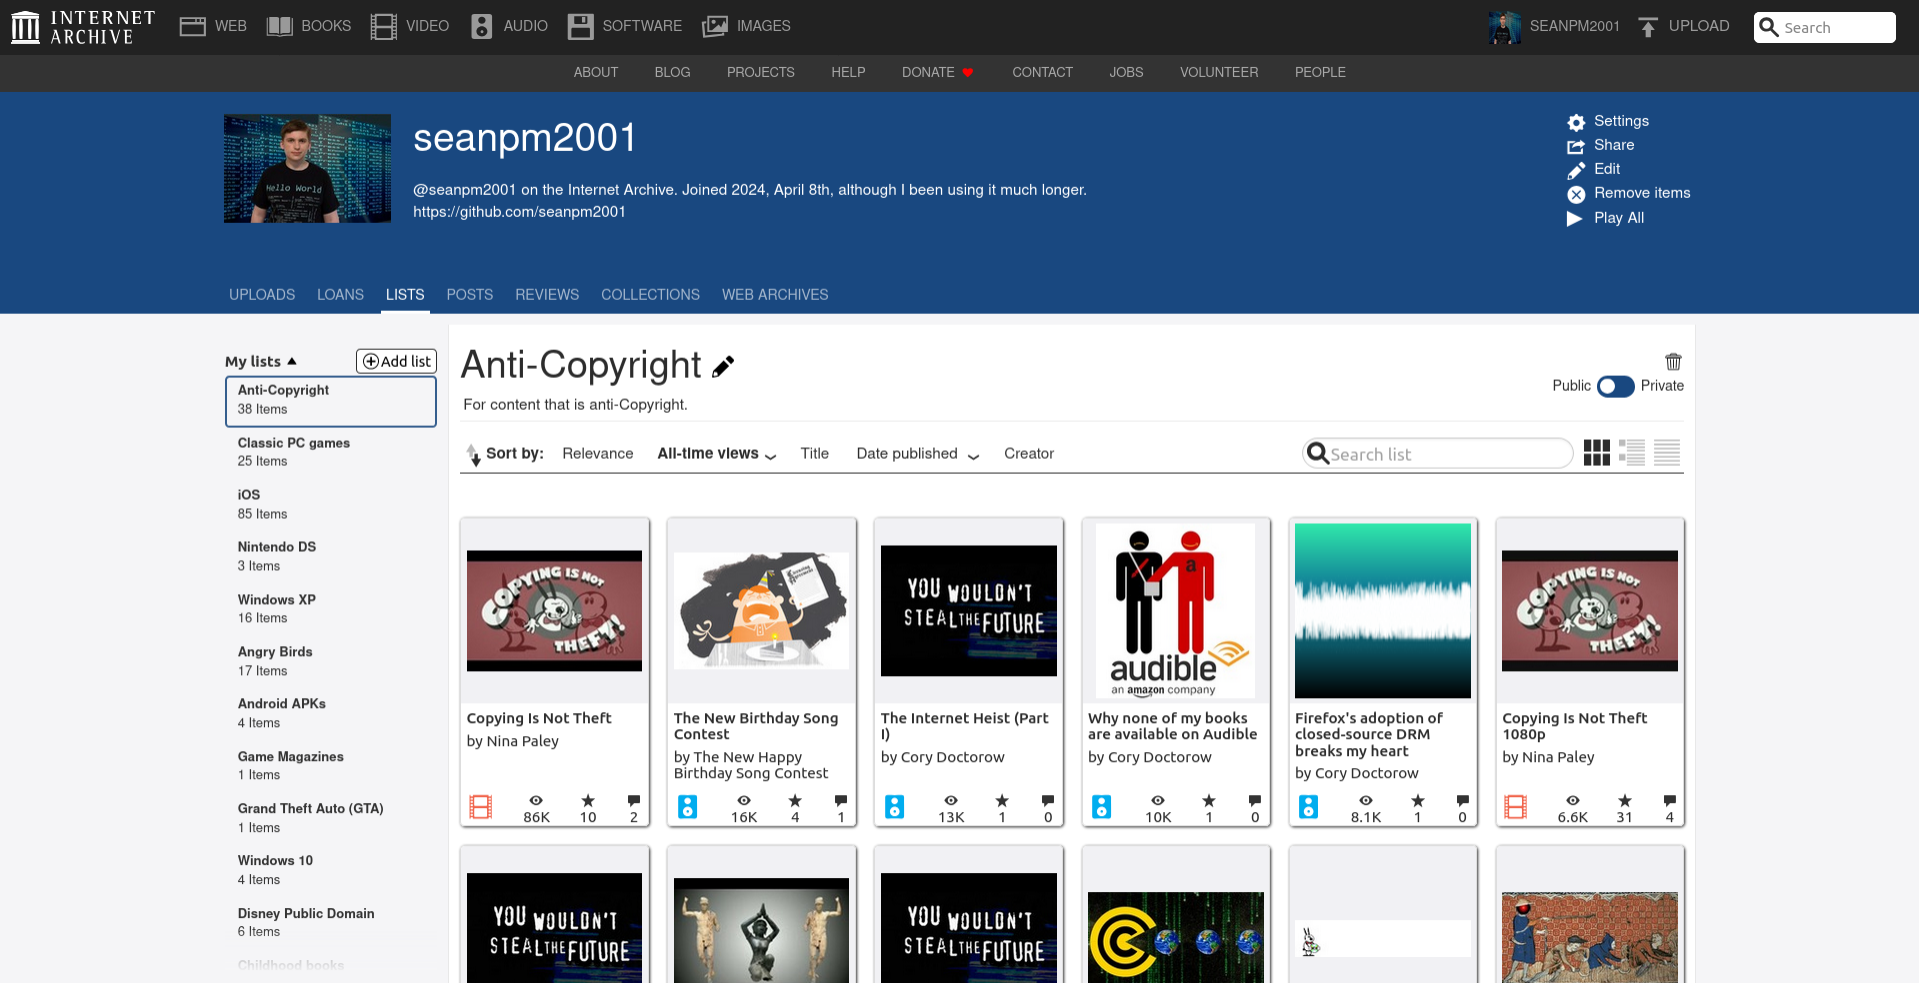 INTERNET ARCHIVE
WEB
BOOKS
VIDEO
AUDIO
SOFTWARE
IMAGES
SEANPM2001
UPLOAD
Search
ABOUT
BLOG
PROJECTS
HELP
DONATE
CONTACT
JOBS
VOLUNTEER
PEOPLE
Hello World
seanpm2001
@seanpm2001 on the Internet Archive. Joined 2024, April 8th, although I been using it much longer.
https://github.com/seanpm2001
Settings
Share
Edit
Remove items
Play All
UPLOADS
LOANS
LISTS
POSTS
REVIEWS
COLLECTIONS
WEB ARCHIVES
My lists
Add list
Anti-Copyright
38 Items
Classic PC games
25 Items
iOS
85 Items
Nintendo DS
3 Items
Windows XP
16 Items
Angry Birds
17 Items
Android APKs
4 Items
Game Magazines
1 Items
Grand Theft Auto (GTA)
1 Items
Windows 10
4 Items
Disney Public Domain
6 Items
Childhood books
Anti-Copyright
For content that is anti-Copyright.
Public
Private
Sort by:
Relevance
All-time views
Title
Date published
Creator
Search list
COPYING IS NOT
THEFT!
Copying Is Not Theft
by Nina Paley
86K
10
2
The New Birthday Song
Contest
by The New Happy
Birthday Song Contest
16K
4
1
YOU WOULDN'T
STEAL THE FUTURE
The Internet Heist (Part
I)
by Cory Doctorow
13K
1
0
a
audible
an amazon company
Why none of my books
are available on Audible
by Cory Doctorow
10K
1
0
Firefox's adoption of
closed-source DRM
breaks my heart
by Cory Doctorow
8.1K
1
0
COPYING IS NOT
THEFT!
Copying Is Not Theft
1080p
by Nina Paley
6.6K
31
4
YOU WOULDN'T
STEAL THE FUTURE
YOU WOULDN'T
STEAL THE FUTURE